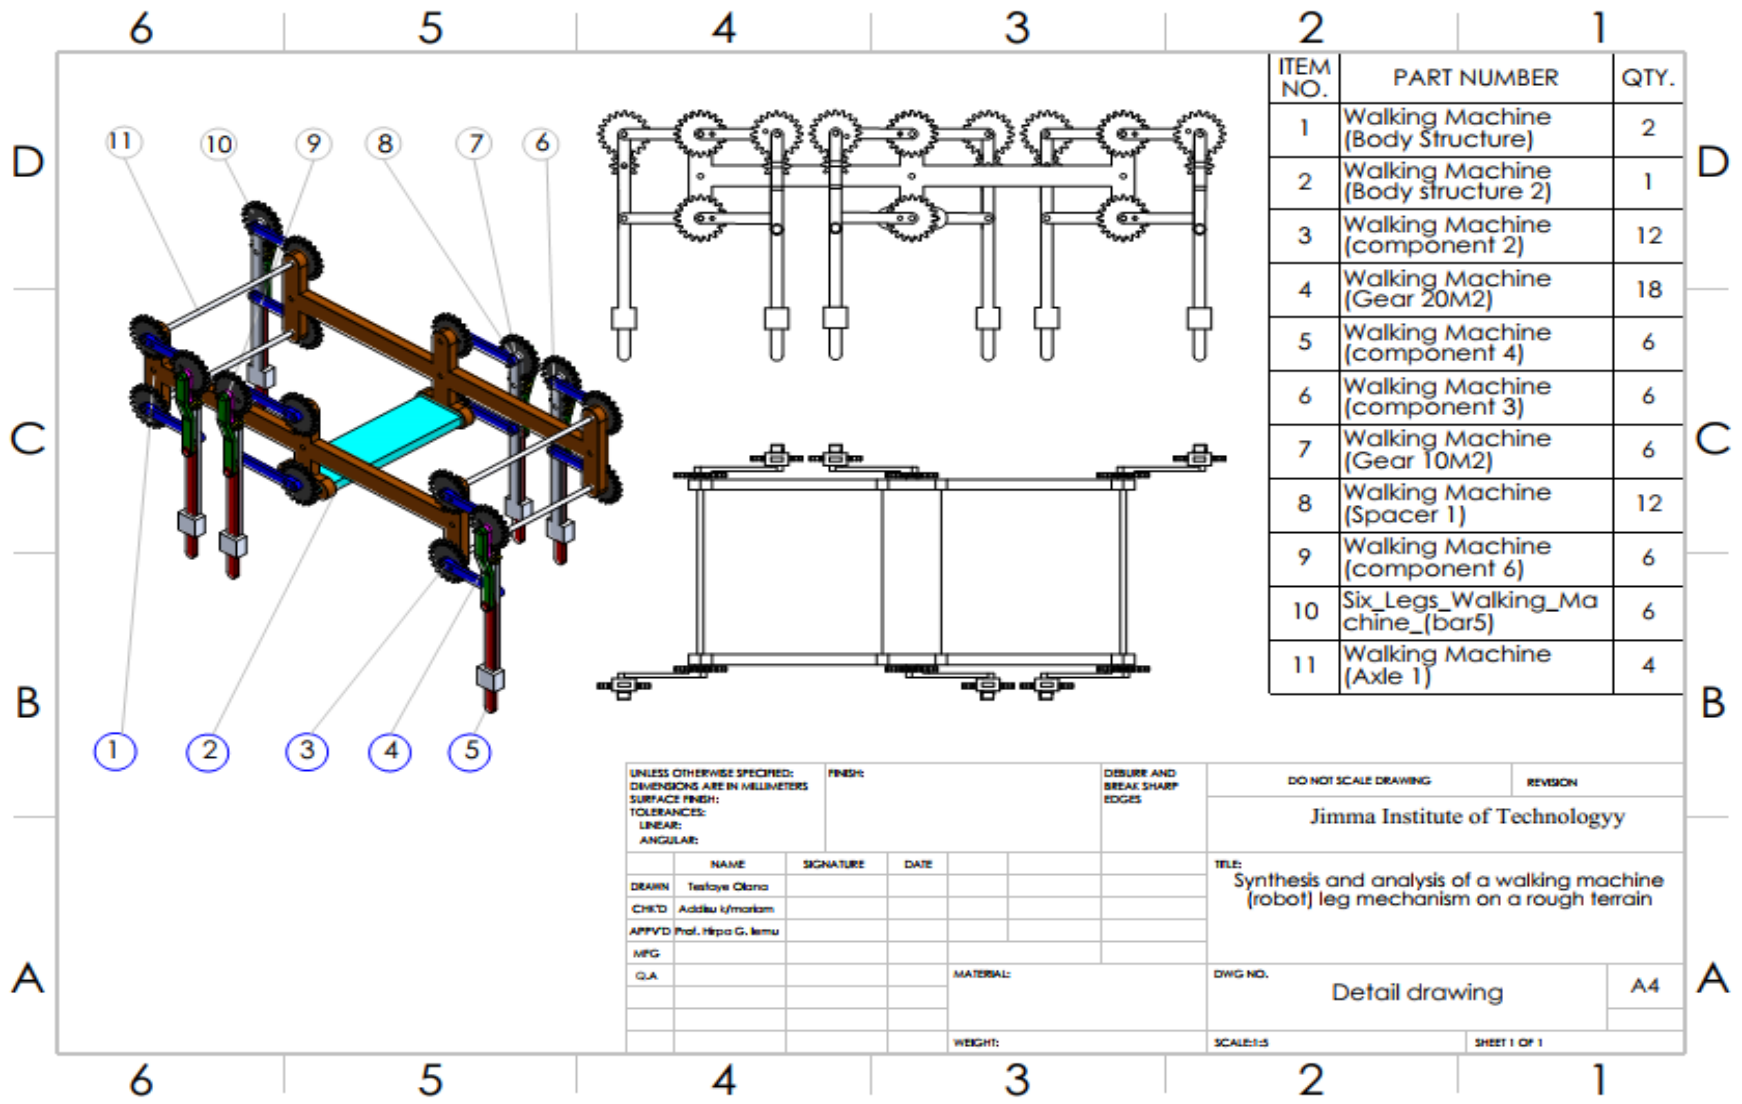 6 5 4 3 2 1
D
C
B
A
11 10 9 8 7 6
1 2 3 4 5
ITEM NO. PART NUMBER QTY.
1 Walking Machine (Body Structure) 2
2 Walking Machine (Body structure 2) 1
3 Walking Machine (component 2) 12
4 Walking Machine (Gear 20M2) 18
5 Walking Machine (component 4) 6
6 Walking Machine (component 3) 6
7 Walking Machine (Gear 10M2) 6
8 Walking Machine (Spacer 1) 12
9 Walking Machine (component 6) 6
10 Six_Legs_Walking_Machine_(bar5) 6
11 Walking Machine (Axle 1) 4
D
C
B
A
UNLESS OTHERWISE SPECIFIED:
DIMENSIONS ARE IN MILLIMETERS
SURFACE FINISH:
TOLERANCES:
LINEAR:
ANGULAR:
FINISH:
DEBURR AND
BREAK SHARP
EDGES
DO NOT SCALE DRAWING
REVISION
Jimma Institute of Technologyy
NAME SIGNATURE DATE
DRAWN Tesfaye Olana
CHK'D Addisu k/mariam
APPV'D Prof. Hirpa G. lemu
MFG
Q.A
MATERIAL:
WEIGHT:
TITLE:
Synthesis and analysis of a walking machine
(robot) leg mechanism on a rough terrain
DWG NO.
Detail drawing
A4
SCALE:1:5
SHEET 1 OF 1
6 5 4 3 2 1